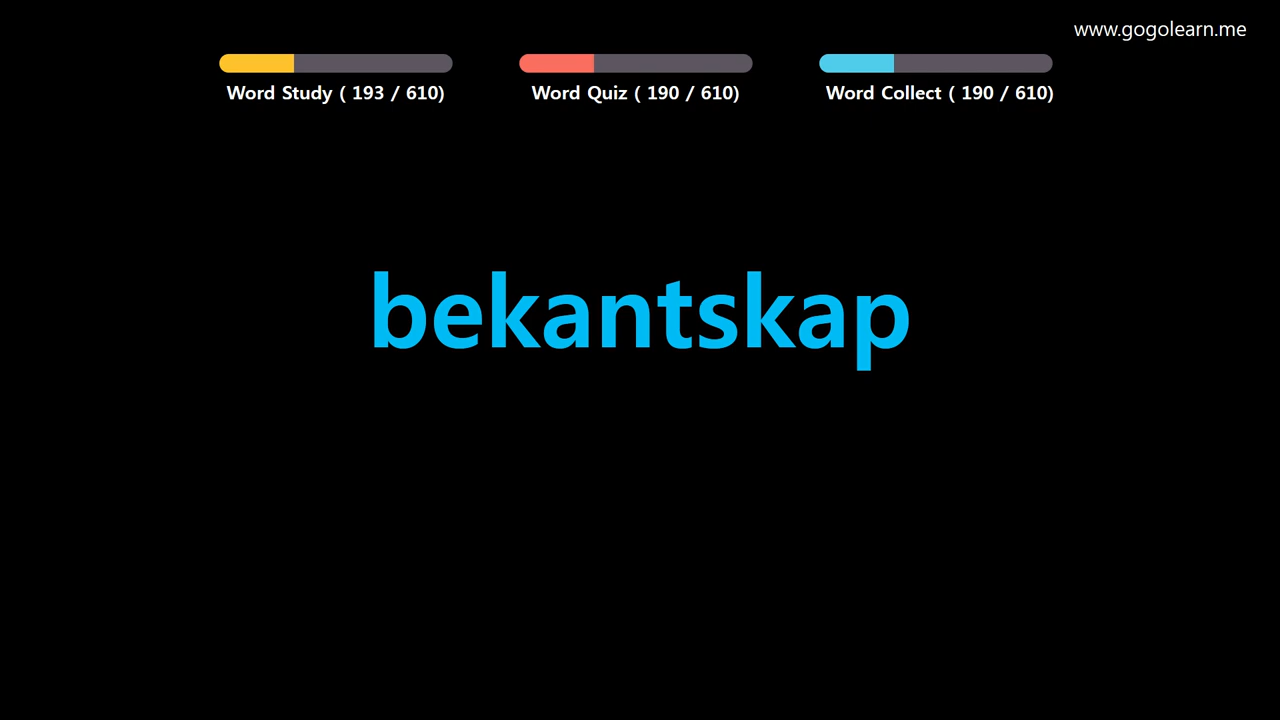 www.gogolearn.me
Word Study ( 193 / 610)
Word Quiz ( 190 / 610)
Word Collect ( 190 / 610)
bekantskap